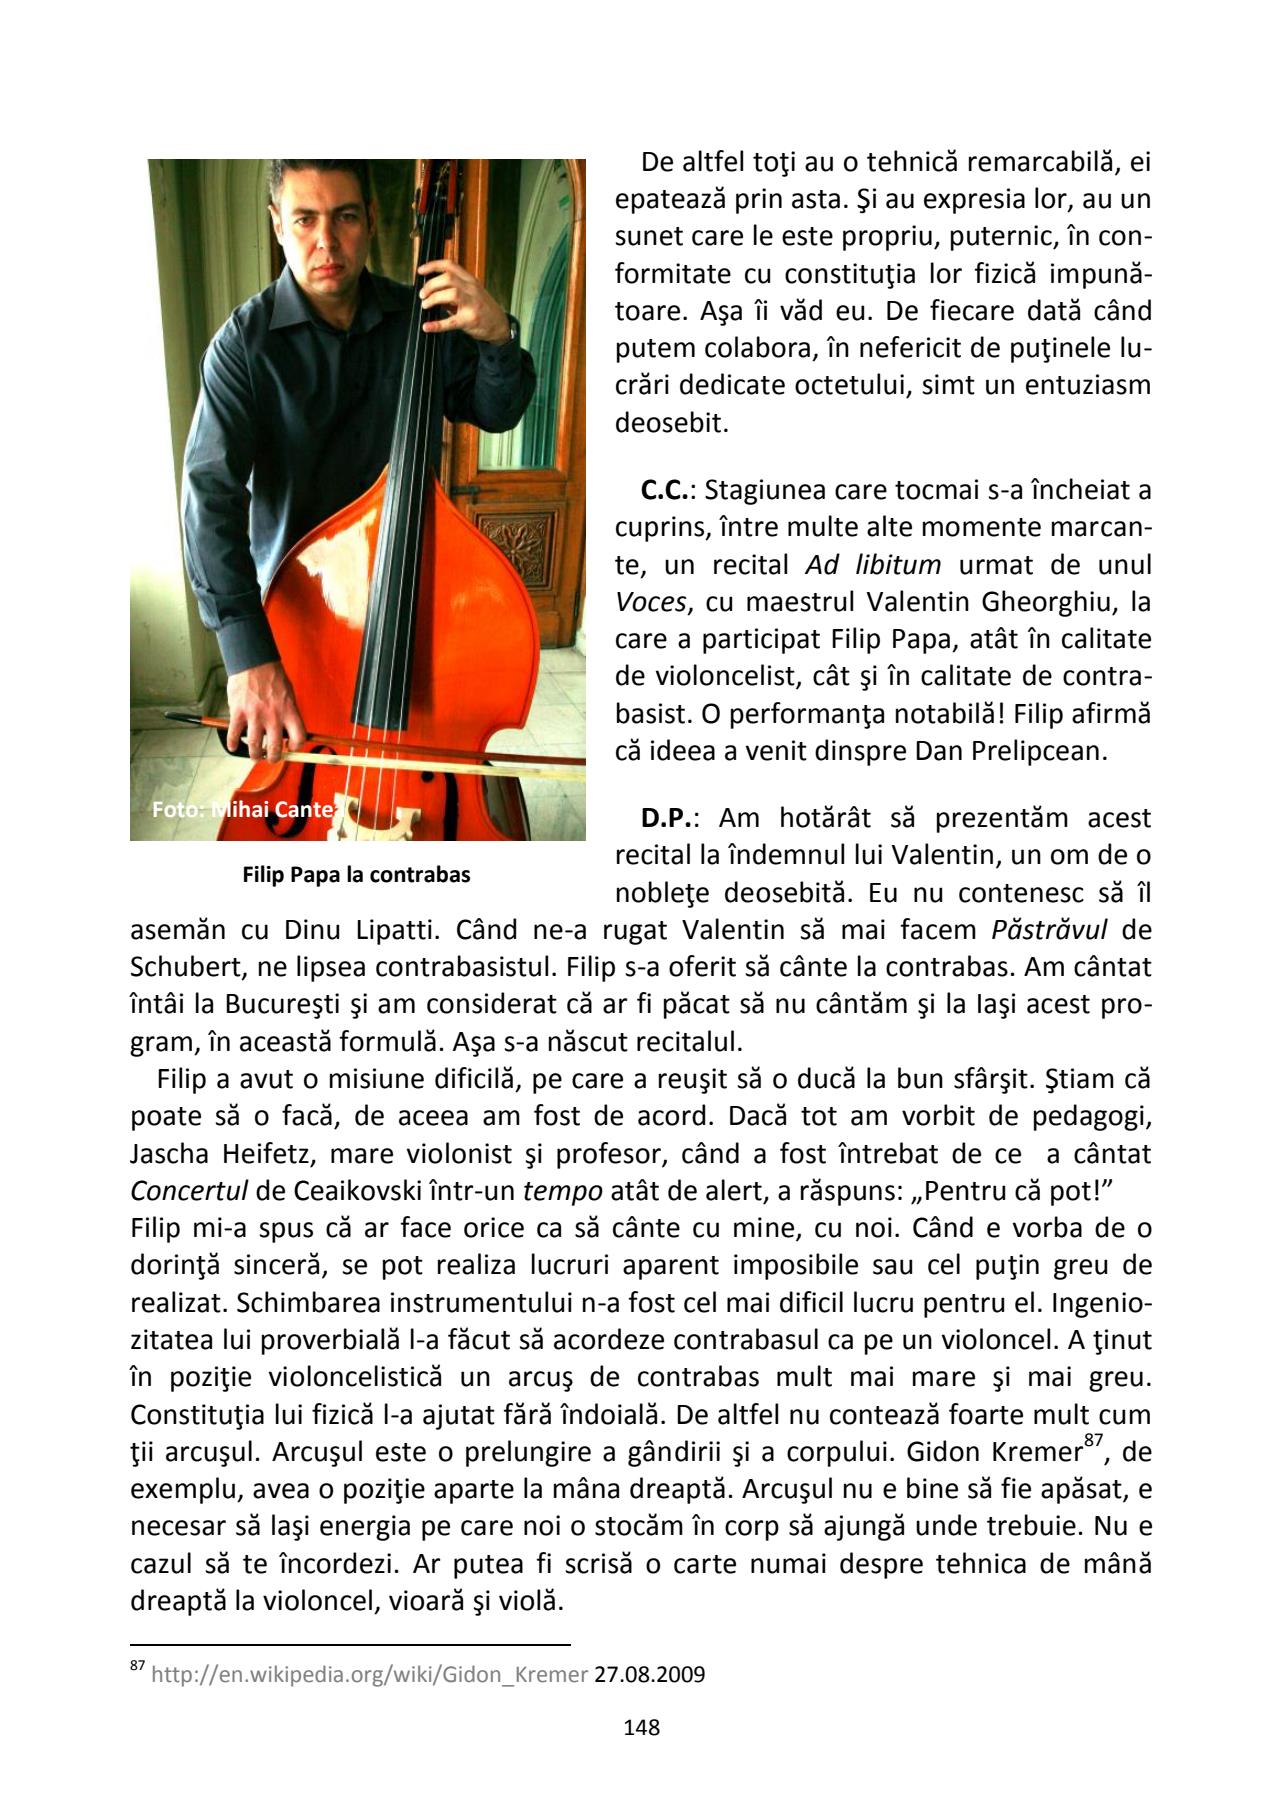 De altfel toţi au o tehnică remarcabilă, ei
epatează prin asta. Şi au expresia lor, au un
sunet care le este propriu, puternic, în con-
formitate cu constituţia lor fizică impună-
toare. Aşa îi văd eu. De fiecare dată când
putem colabora, în nefericit de puţinele lu-
crări dedicate octetului, simt un entuziasm
deosebit.
C.C.: Stagiunea care tocmai s-a încheiat a
cuprins, între multe alte momente marcan-
te, un recital Ad libitum urmat de unul
Voces, cu maestrul Valentin Gheorghiu, la
care a participat Filip Papa, atât în calitate
de violoncelist, cât şi în calitate de contra-
basist. O performanţa notabilă! Filip afirmă
că ideea a venit dinspre Dan Prelipcean.
Foto: Mihai Cantea
Filip Papa la contrabas
D.P.: Am hotărât să prezentăm acest
recital la îndemnul lui Valentin, un om de o
nobleţe deosebită. Eu nu contenesc să îl
asemăn cu Dinu Lipatti. Când ne-a rugat Valentin să mai facem Păstrăvul de
Schubert, ne lipsea contrabasistul. Filip s-a oferit să cânte la contrabas. Am cântat
întâi la Bucureşti şi am considerat că ar fi păcat să nu cântăm şi la Iaşi acest pro-
gram, în această formulă. Aşa s-a născut recitalul.
Filip a avut o misiune dificilă, pe care a reuşit să o ducă la bun sfârşit. Ştiam că
poate să o facă, de aceea am fost de acord. Dacă tot am vorbit de pedagogi,
Jascha Heifetz, mare violonist şi profesor, când a fost întrebat de ce a cântat
Concertul de Ceaikovski într-un tempo atât de alert, a răspuns: „Pentru că pot!”
Filip mi-a spus că ar face orice ca să cânte cu mine, cu noi. Când e vorba de o
dorinţă sinceră, se pot realiza lucruri aparent imposibile sau cel puţin greu de
realizat. Schimbarea instrumentului n-a fost cel mai dificil lucru pentru el. Ingenio-
zitatea lui proverbială l-a făcut să acordeze contrabasul ca pe un violoncel. A ţinut
în poziţie violoncelistică un arcuş de contrabas mult mai mare şi mai greu.
Constituţia lui fizică l-a ajutat fără îndoială. De altfel nu contează foarte mult cum
ţii arcuşul. Arcuşul este o prelungire a gândirii şi a corpului. Gidon Kremer87, de
exemplu, avea o poziţie aparte la mâna dreaptă. Arcuşul nu e bine să fie apăsat, e
necesar să laşi energia pe care noi o stocăm în corp să ajungă unde trebuie. Nu e
cazul să te încordezi. Ar putea fi scrisă o carte numai despre tehnica de mână
dreaptă la violoncel, vioară şi violă.
87 http://en.wikipedia.org/wiki/Gidon_Kremer 27.08.2009
148